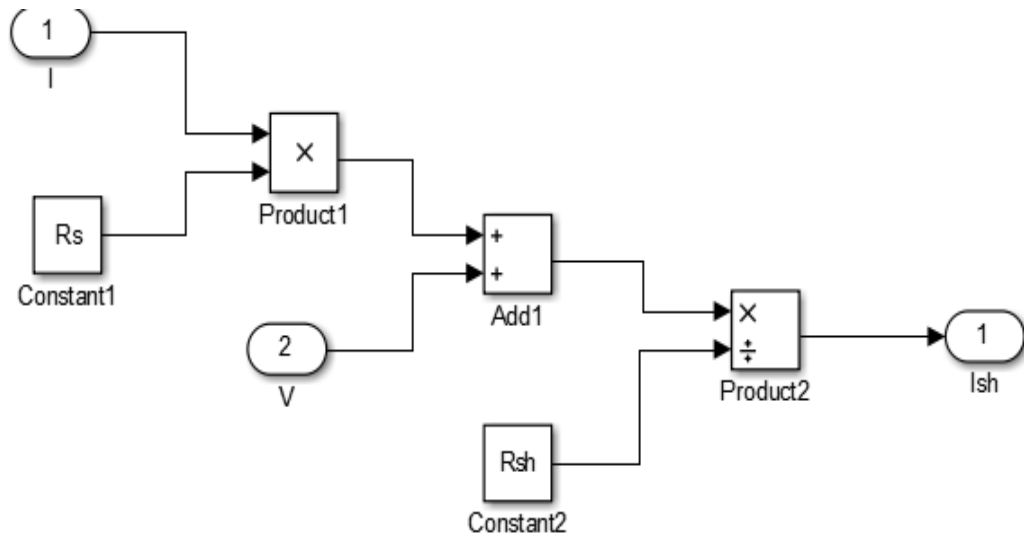 1
I
×
Product1
Rs
Constant1
+
+
Add1
2
V
×
÷
Product2
1
Ish
Rsh
Constant2